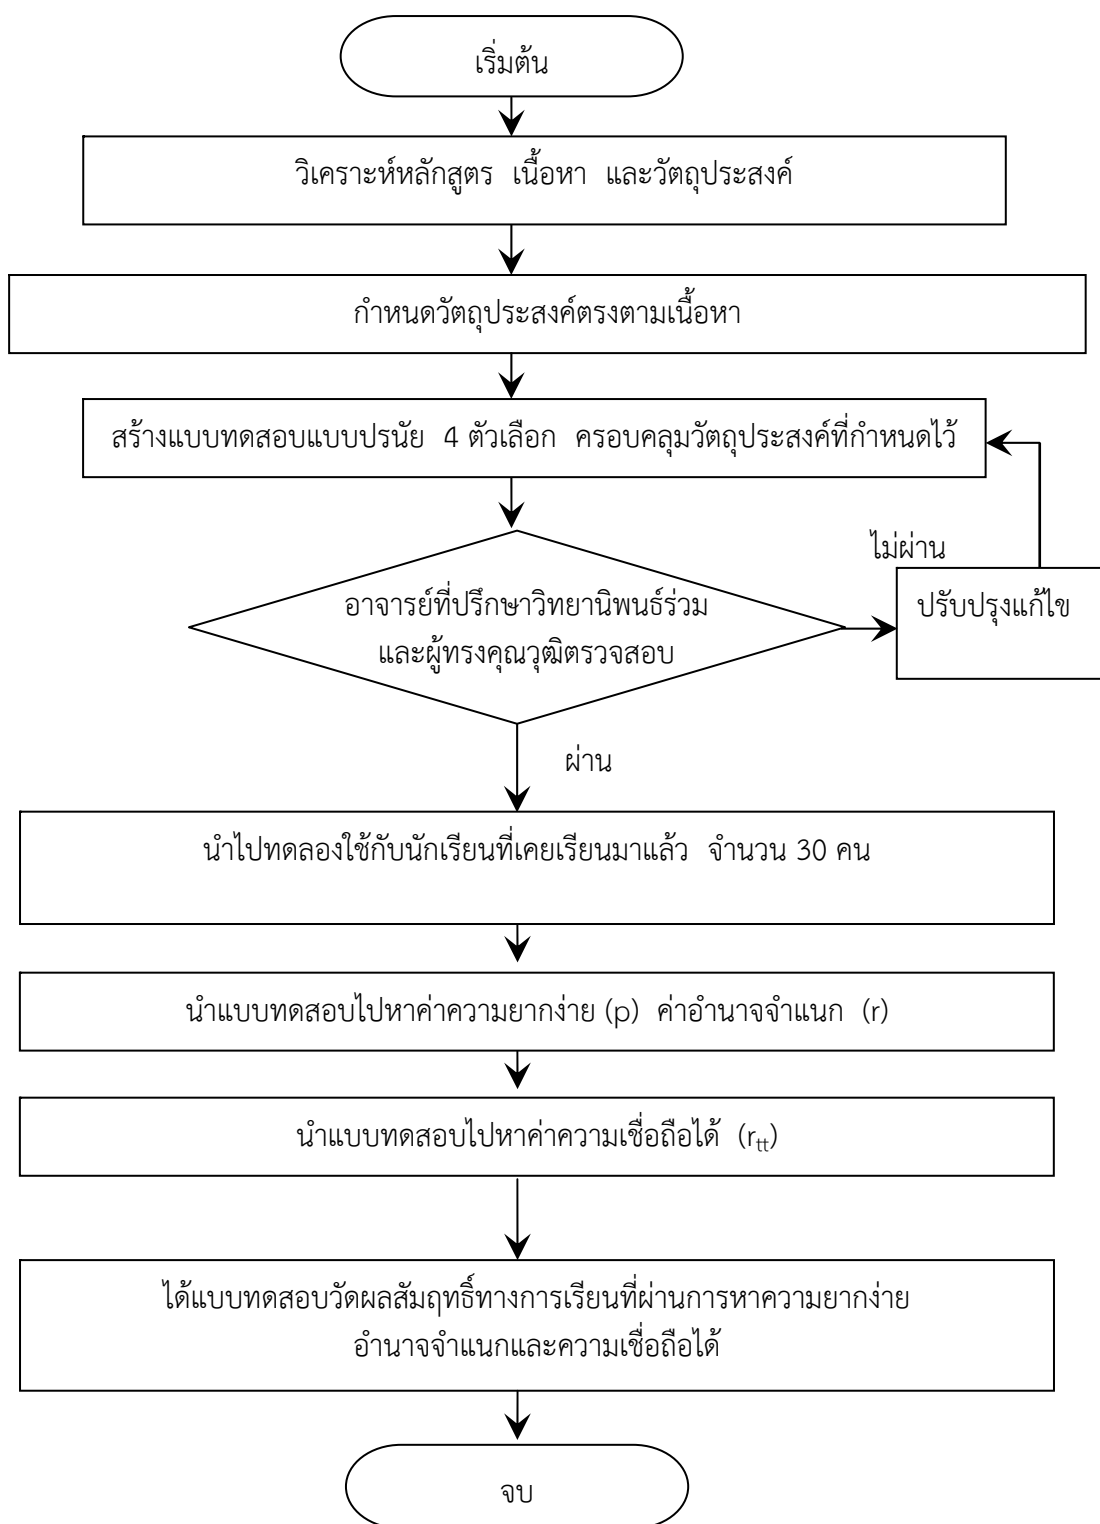 เริ่มต้น
วิเคราะห์หลักสูตร เนื้อหา และวัตถุประสงค์
กำหนดวัตถุประสงค์ตรงตามเนื้อหา
สร้างแบบทดสอบแบบปรนัย 4 ตัวเลือก ครอบคลุมวัตถุประสงค์ที่กำหนดไว้
ไม่ผ่าน
อาจารย์ที่ปรึกษาวิทยานิพนธ์ร่วม
และผู้ทรงคุณวุฒิตรวจสอบ
ปรับปรุงแก้ไข
ผ่าน
นำไปทดลองใช้กับนักเรียนที่เคยเรียนมาแล้ว จำนวน 30 คน
นำแบบทดสอบไปหาค่าความยากง่าย (p) ค่าอำนาจจำแนก (r)
นำแบบทดสอบไปหาค่าความเชื่อถือได้ (rtt)
ได้แบบทดสอบวัดผลสัมฤทธิ์ทางการเรียนที่ผ่านการหาความยากง่าย
อำนาจจำแนกและความเชื่อถือได้
จบ